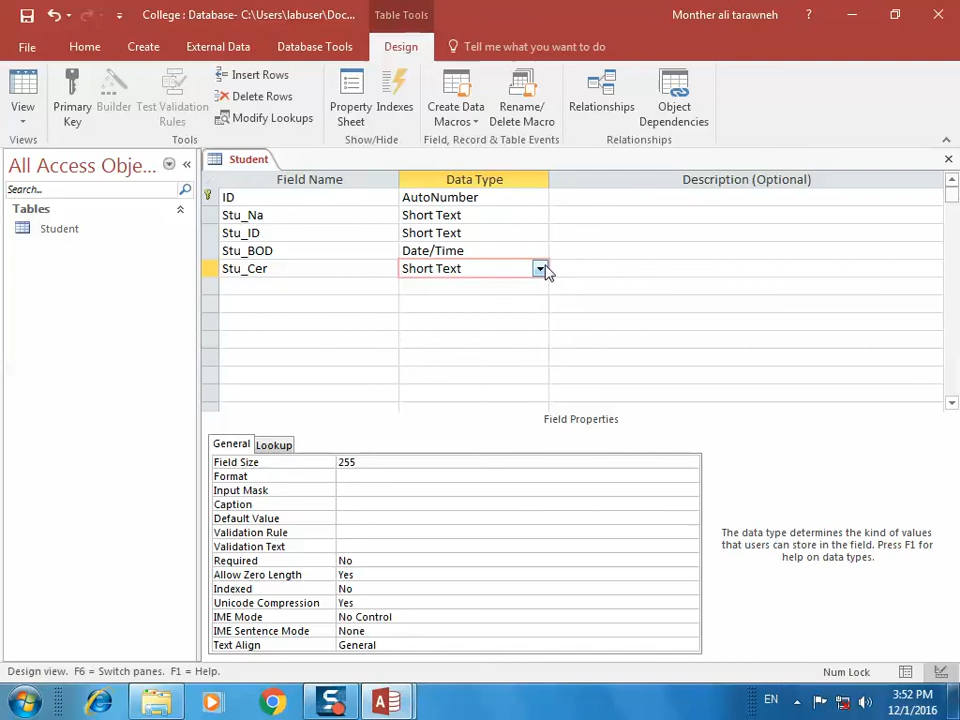 College : Database- C:\Users\labuser\Doc...
Table Tools
Monther ali tarawneh
File
Home
Create
External Data
Database Tools
Design
Tell me what you want to do
View
Primary Key
Builder
Test Validation Rules
Insert Rows
Delete Rows
Modify Lookups
Property Sheet
Indexes
Create Data Macros
Rename/ Delete Macro
Relationships
Object Dependencies
Views
Tools
Show/Hide
Field, Record & Table Events
Relationships
All Access Obje...
Search...
Tables
Student
Student
Field Name Data Type Description (Optional)
ID AutoNumber
Stu_Na Short Text
Stu_ID Short Text
Stu_BOD Date/Time
Stu_Cer Short Text
Field Properties
General Lookup
Field Size 255
Format
Input Mask
Caption
Default Value
Validation Rule
Validation Text
Required No
Allow Zero Length Yes
Indexed No
Unicode Compression Yes
IME Mode No Control
IME Sentence Mode None
Text Align General
The data type determines the kind of values
that users can store in the field. Press F1 for
help on data types.
Design view. F6 = Switch panes. F1 = Help.
Num Lock
EN
3:52 PM
12/1/2016